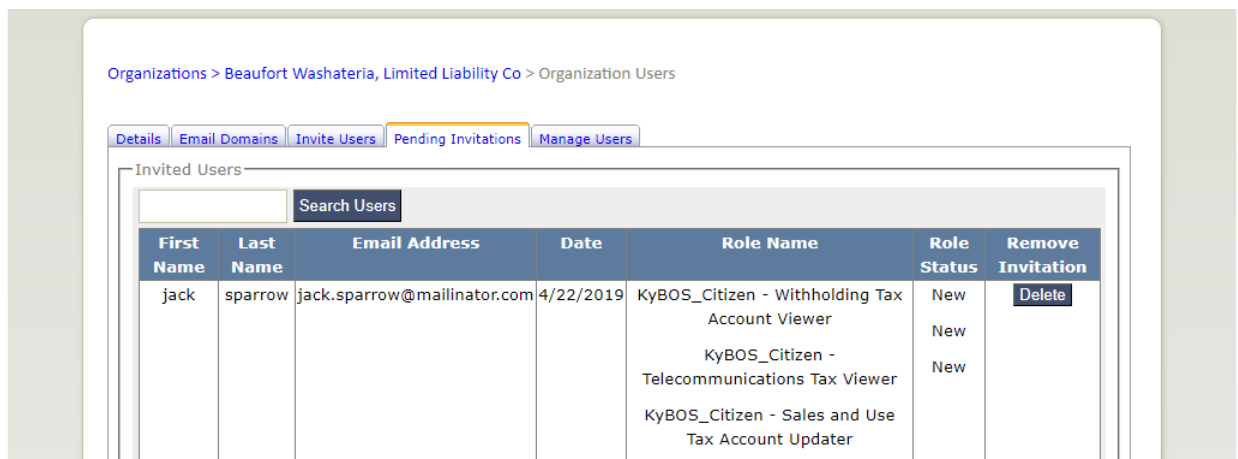 Organizations > Beaufort Washateria, Limited Liability Co > Organization Users
Details Email Domains Invite Users Pending Invitations Manage Users
Invited Users
Search Users
First Name Last Name Email Address Date Role Name Role Status Remove Invitation
jack sparrow jack.sparrow@mailinator.com 4/22/2019 KyBOS_Citizen - Withholding Tax New Delete
Account Viewer
New
KyBOS_Citizen -
Telecommunications Tax Viewer
New
KyBOS_Citizen - Sales and Use
Tax Account Updater